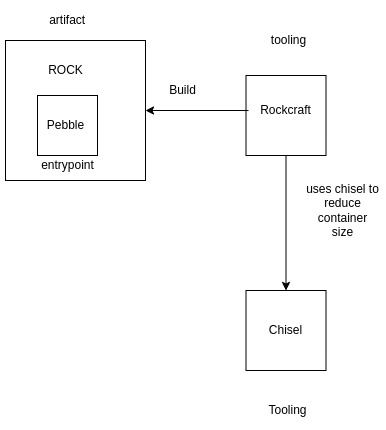 artifact
tooling
ROCK
Build
Pebble
Rockcraft
entrypoint
uses chisel to
reduce
container
size
Chisel
Tooling